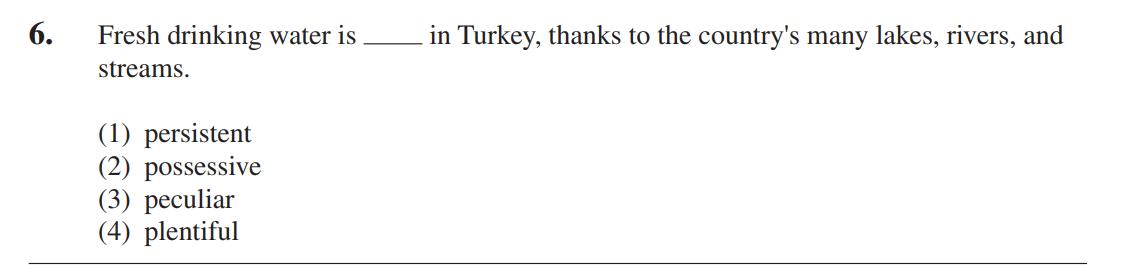 6. Fresh drinking water is ____ in Turkey, thanks to the country's many lakes, rivers, and
streams.
(1) persistent
(2) possessive
(3) peculiar
(4) plentiful